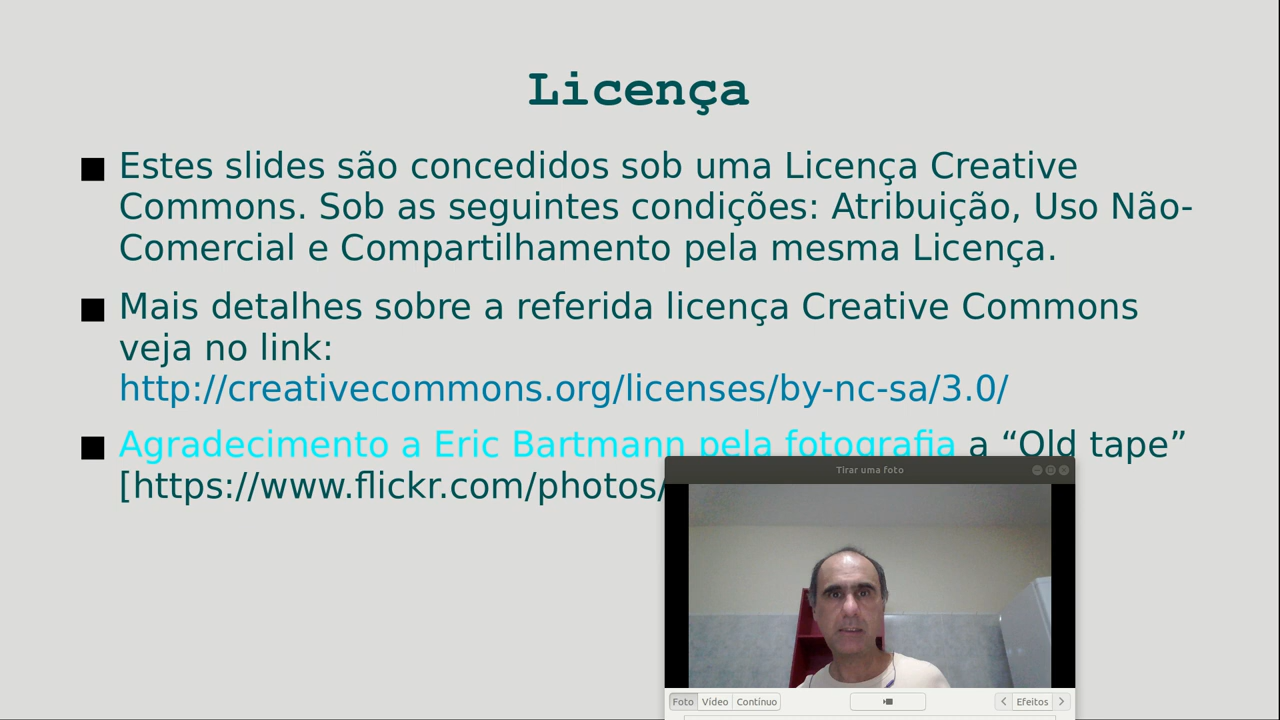 Licença
Estes slides são concedidos sob uma Licença Creative
Commons. Sob as seguintes condições: Atribuição, Uso Não-
Comercial e Compartilhamento pela mesma Licença.
Mais detalhes sobre a referida licença Creative Commons
veja no link:
http://creativecommons.org/licenses/by-nc-sa/3.0/
Agradecimento a Eric Bartmann pela fotografia a “Old tape”
[https://www.flickr.com/photos/
Tirar uma foto
Foto Vídeo Contínuo Efeitos